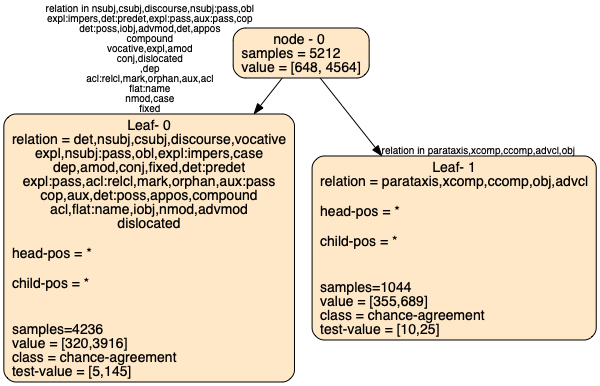 relation in nsubj,csubj,discourse,nsubj:pass,obl
expl:impers,det:predet,expl:pass,aux:pass,cop
det:poss,iobj,advmod,det,appos
compound
vocative,expl,amod
conj,dislocated
,dep
acl:relcl,mark,orphan,aux,acl
flat:name
nmod,case
fixed
node - 0
samples = 5212
value = [648, 4564]
Leaf- 0
relation = det,nsubj,csubj,discourse,vocative
expl,nsubj:pass,obl,expl:impers,case
dep,amod,conj,fixed,det:predet
expl:pass,acl:relcl,mark,orphan,aux:pass
cop,aux,det:poss,appos,compound
acl,flat:name,iobj,nmod,advmod
dislocated
head-pos = *
child-pos = *
samples=4236
value = [320,3916]
class = chance-agreement
test-value = [5,145]
relation in parataxis,xcomp,ccomp,advcl,obj
Leaf- 1
relation = parataxis,xcomp,ccomp,obj,advcl
head-pos = *
child-pos = *
samples=1044
value = [355,689]
class = chance-agreement
test-value = [10,25]